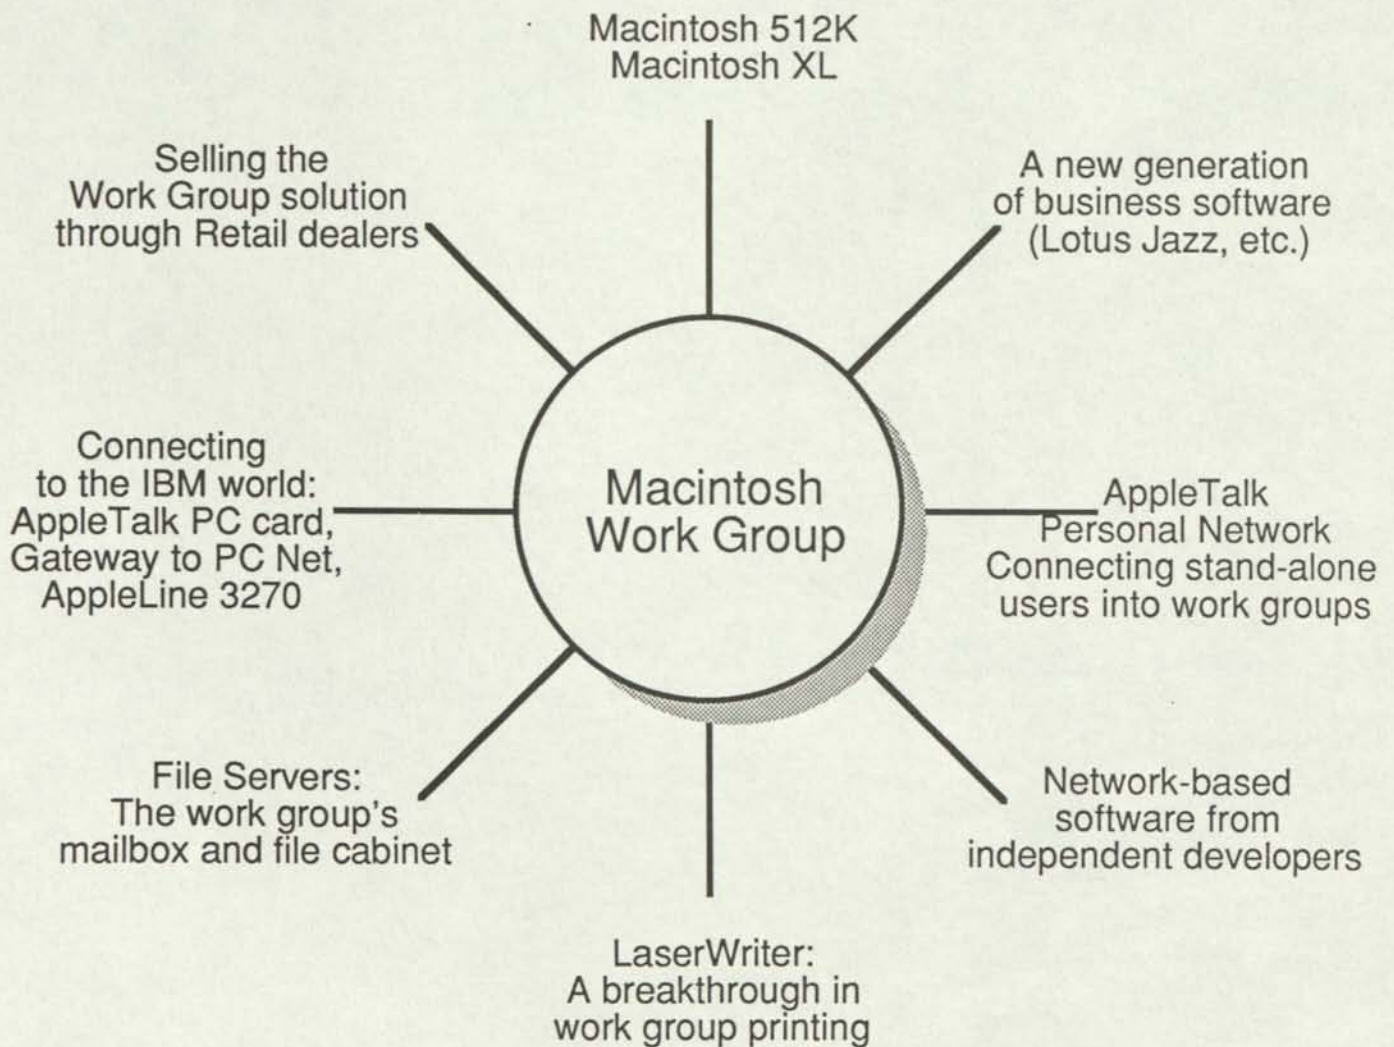 Macintosh 512K
Macintosh XL
Selling the
Work Group solution
through Retail dealers
A new generation
of business software
(Lotus Jazz, etc.)
Connecting
to the IBM world:
AppleTalk PC card,
Gateway to PC Net,
AppleLine 3270
Macintosh
Work Group
AppleTalk
Personal Network
Connecting stand-alone
users into work groups
File Servers:
The work group's
mailbox and file cabinet
Network-based
software from
independent developers
LaserWriter:
A breakthrough in
work group printing